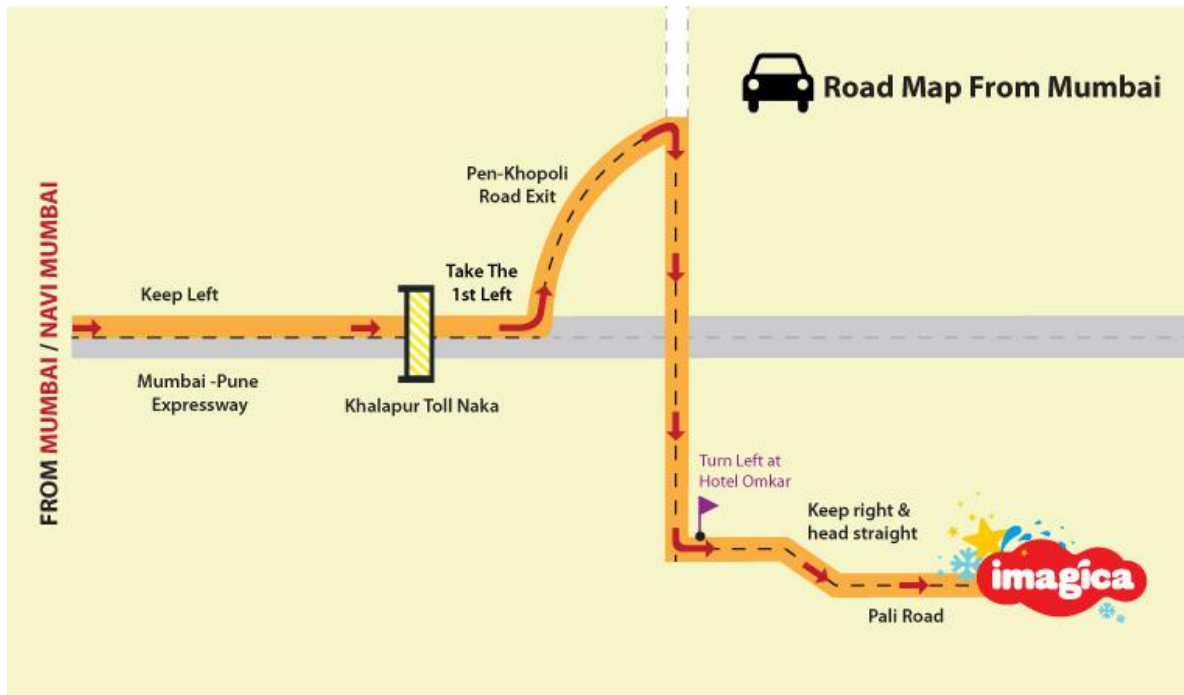 Road Map From Mumbai
FROM MUMBAI / NAVI MUMBAI
Pen-Khopoli
Road Exit
Keep Left
Take The
1st Left
Mumbai -Pune
Expressway
Khalapur Toll Naka
Turn Left at
Hotel Omkar
Keep right &
head straight
imagica
Pali Road